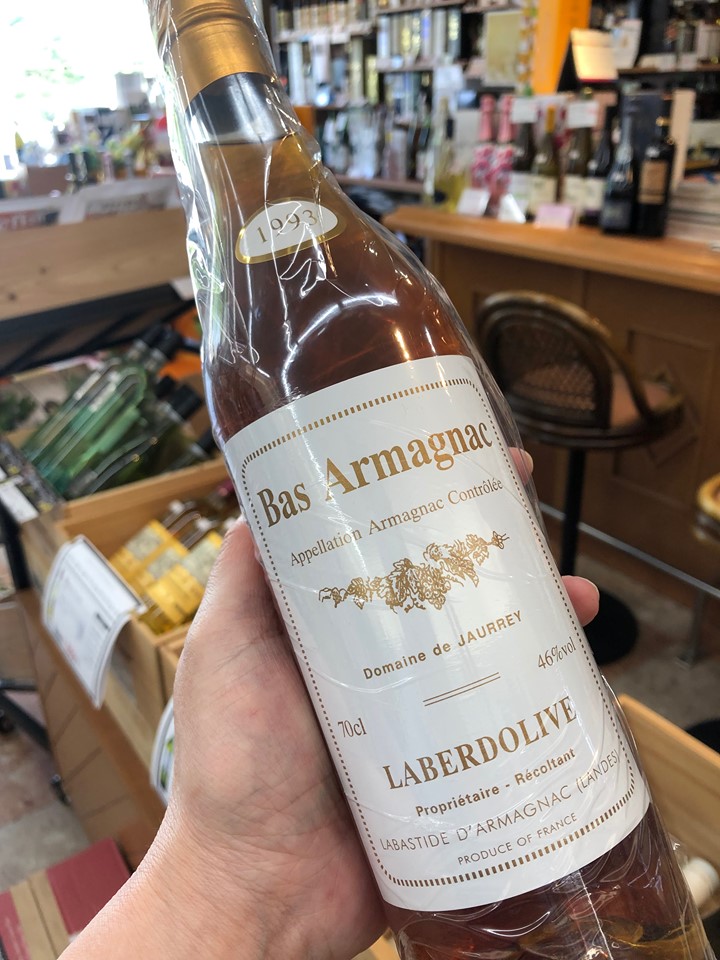 1993
Bas Armagnac
Appellation Armagnac Contrôlée
Domaine de JAURREY
46%vol
70cl
LABERDOLIVE
Propriétaire - Récoltant
LABASTIDE D'ARMAGNAC (LANDES)
PRODUCE OF FRANCE